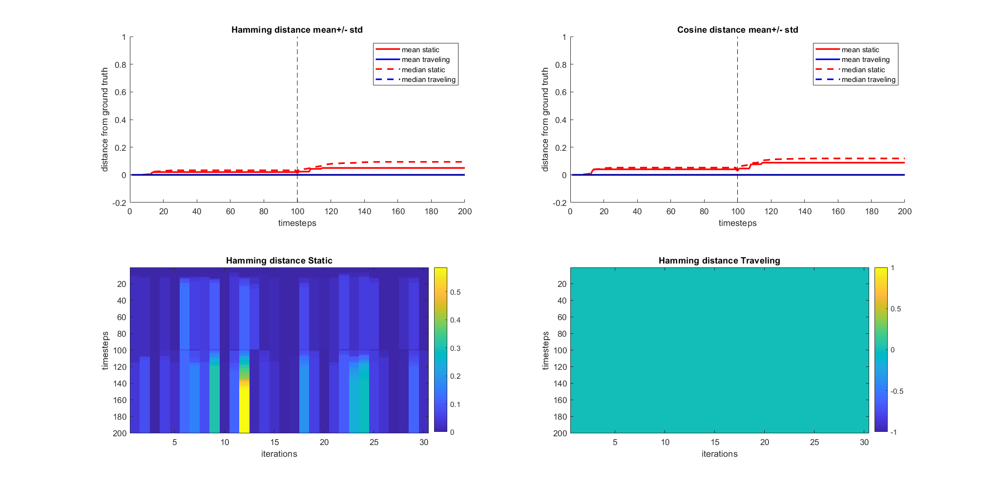 Hamming distance mean+/- std
1
0.8
0.6
0.4
0.2
0
-0.2
distance from ground truth
0 20 40 60 80 100 120 140 160 180 200
timesteps
mean static
mean traveling
median static
median traveling
Cosine distance mean+/- std
1
0.8
0.6
0.4
0.2
0
-0.2
distance from ground truth
0 20 40 60 80 100 120 140 160 180 200
timesteps
mean static
mean traveling
median static
median traveling
Hamming distance Static
20
40
60
80
100
120
140
160
180
200
timesteps
5 10 15 20 25 30
iterations
0.5
0.4
0.3
0.2
0.1
0
Hamming distance Traveling
20
40
60
80
100
120
140
160
180
200
timesteps
5 10 15 20 25 30
iterations
1
0.5
0
-0.5
-1